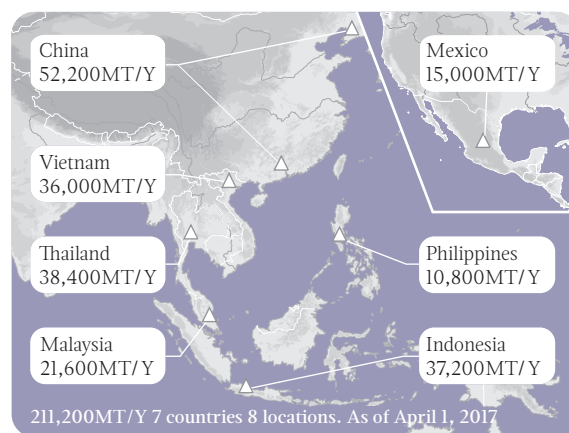 China
52,200MT/Y
Mexico
15,000MT/Y
Vietnam
36,000MT/Y
Thailand
38,400MT/Y
Philippines
10,800MT/Y
Malaysia
21,600MT/Y
Indonesia
37,200MT/Y
211,200MT/Y 7 countries 8 locations. As of April 1, 2017